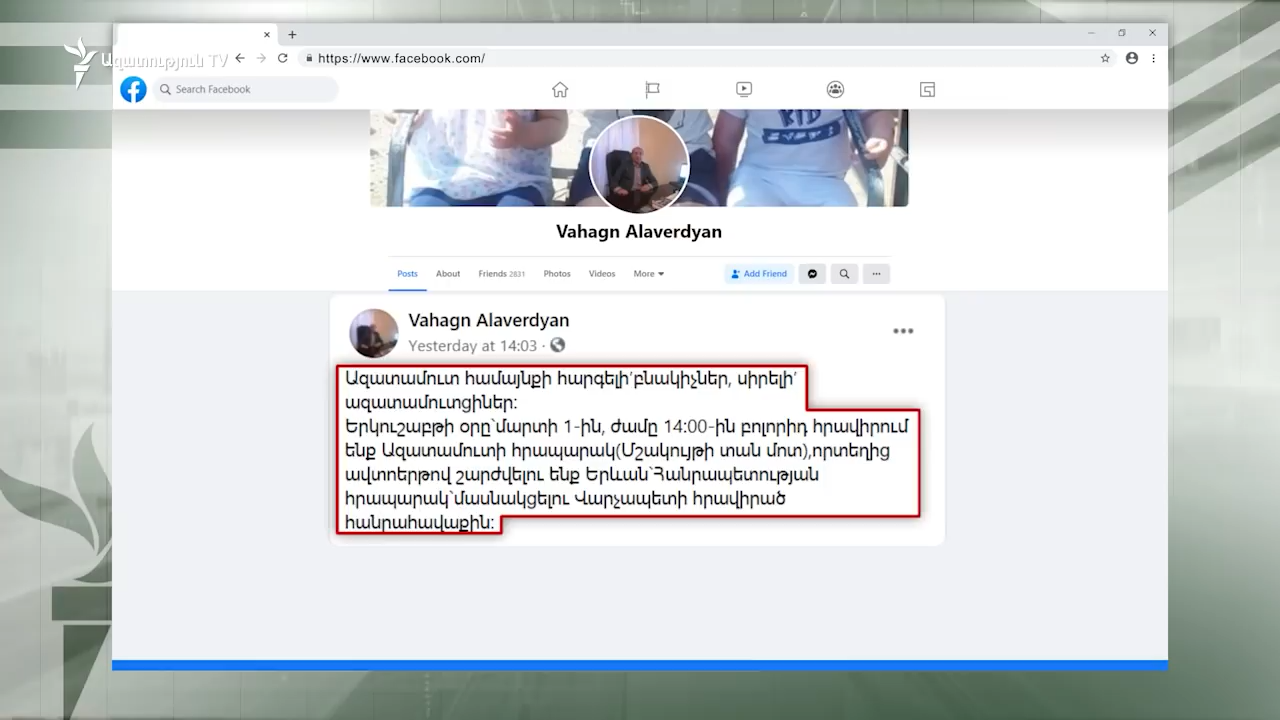 Ազատություն TV
https://www.facebook.com/
Search Facebook
KID
Vahagn Alaverdyan
Posts About Friends 2831 Photos Videos More Add Friend
Vahagn Alaverdyan
Yesterday at 14:03 ·
Ազատամուտ համայնքի հարգելի՛բնակիչներ, սիրելի՛
ազատամուտցիներ։
Երկուշաբթի օրը՝մարտի 1-ին, ժամը 14:00-ին բոլորիդ հրավիրում
ենք Ազատամուտի հրապարակ(Մշակույթի տան մոտ),որտեղից
ավտոերթով շարժվելու ենք Երևան՝Հանրապետության
հրապարակ՝մասնակցելու Վարչապետի հրավիրած
հանրահավաքին։